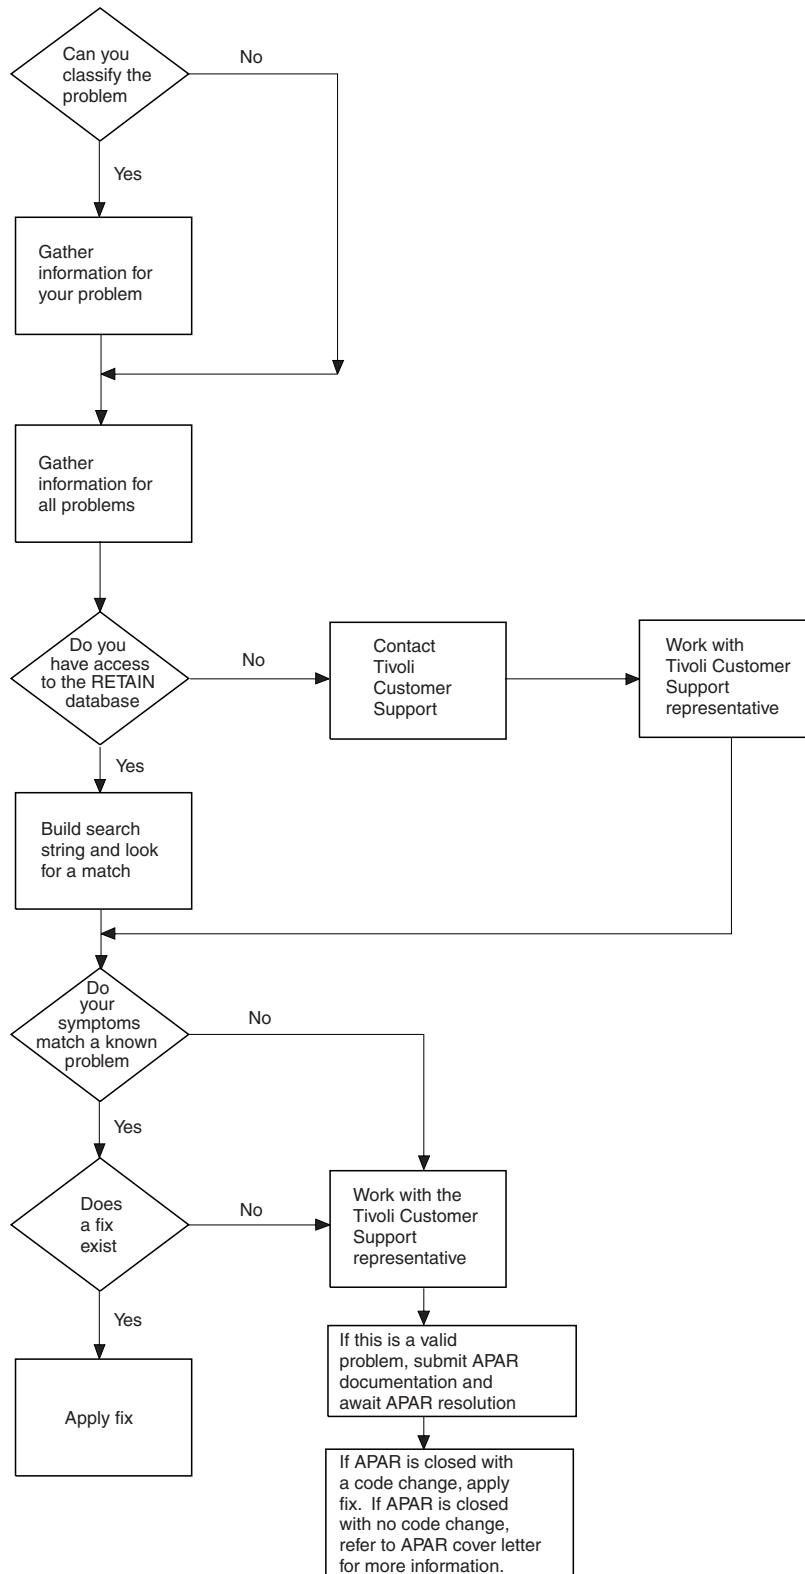 Can you
classify the
problem
No
Yes
Gather
information for
your problem
Gather
information for
all problems
Do you
have access
to the RETAIN
database
No
Contact
Tivoli
Customer
Support
Work with
Tivoli Customer
Support
representative
Yes
Build search
string and look
for a match
Do
your
symptoms
match a known
problem
No
Yes
Does
a fix
exist
No
Work with the
Tivoli Customer
Support
representative
Yes
Apply fix
If this is a valid
problem, submit APAR
documentation and
await APAR resolution
If APAR is closed with
a code change, apply
fix. If APAR is closed
with no code change,
refer to APAR cover letter
for more information.